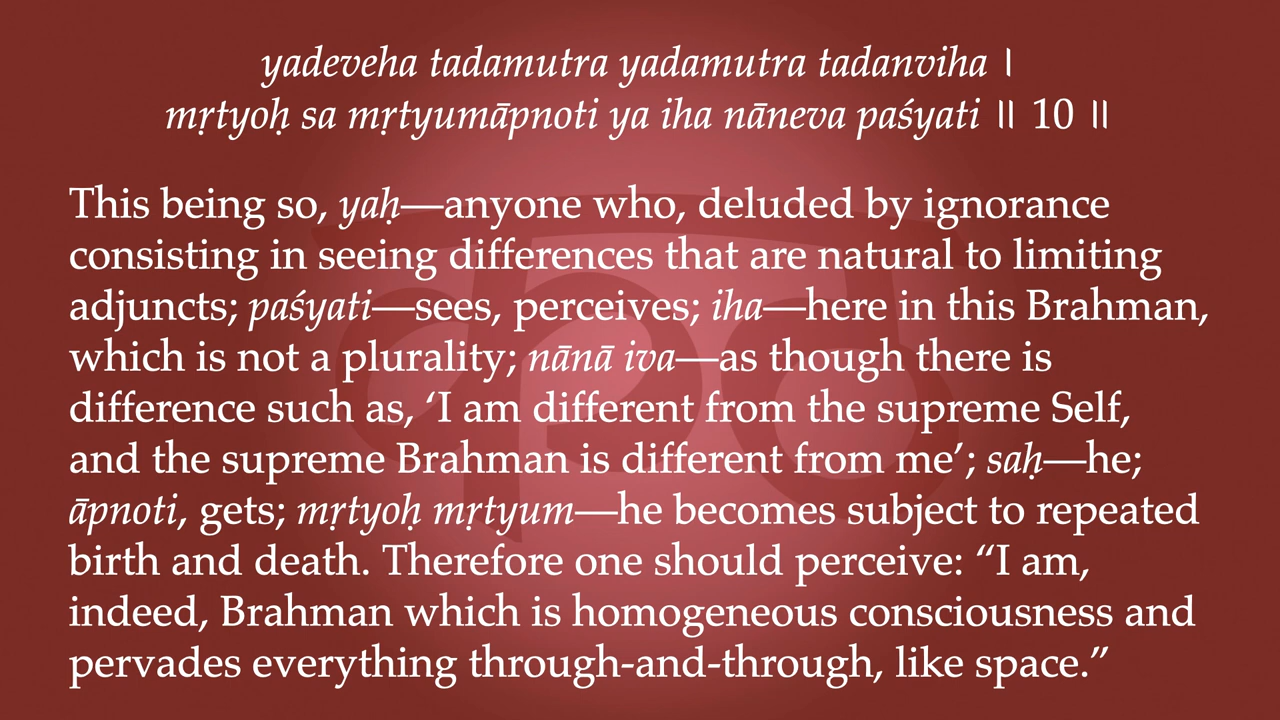 yadeveha tadamutra yadamutra tadanviha ।
mṛtyoḥ sa mṛtyumāpnoti ya iha nāneva paśyati ॥ 10 ॥
This being so, yaḥ—anyone who, deluded by ignorance
consisting in seeing differences that are natural to limiting
adjuncts; paśyati—sees, perceives; iha—here in this Brahman,
which is not a plurality; nānā iva—as though there is
difference such as, ‘I am different from the supreme Self,
and the supreme Brahman is different from me’; saḥ—he;
āpnoti, gets; mṛtyoḥ mṛtyum—he becomes subject to repeated
birth and death. Therefore one should perceive: “I am,
indeed, Brahman which is homogeneous consciousness and
pervades everything through-and-through, like space.”